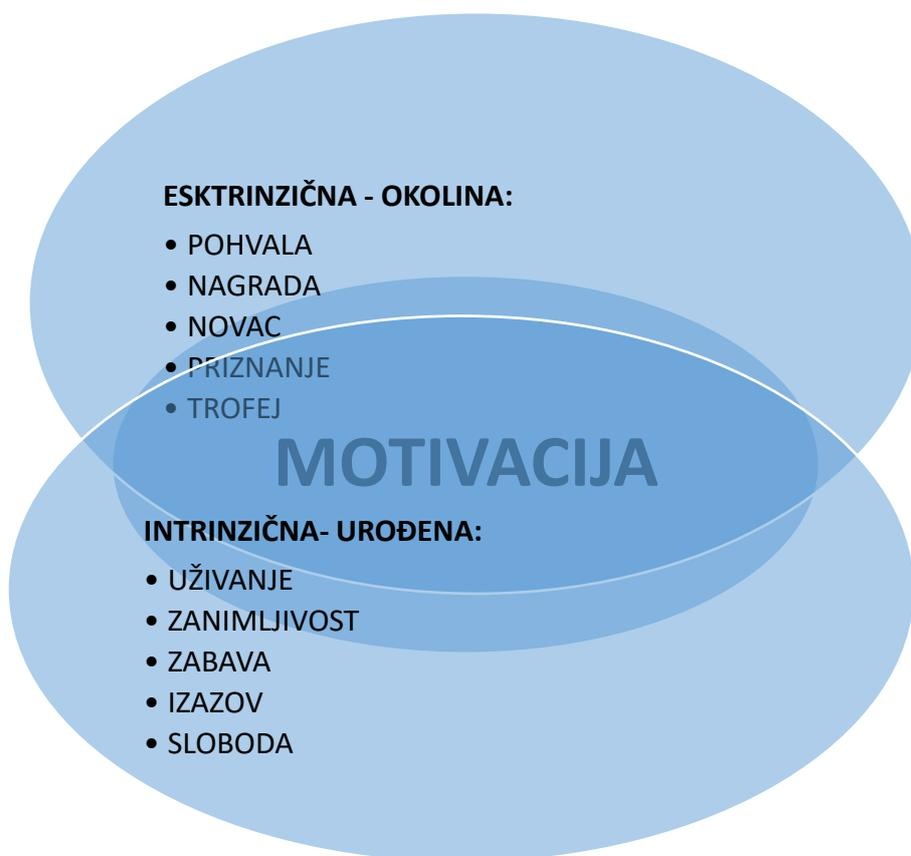 ESKTRINZIČNA - OKOLINA:
• POHVALA
• NAGRADA
• NOVAC
• PRIZNANJE
• TROFEJ
MOTIVACIJA
INTRINZIČNA- UROĐENA:
• UŽIVANJE
• ZANIMLJIVOST
• ZABAVA
• IZAZOV
• SLOBODA